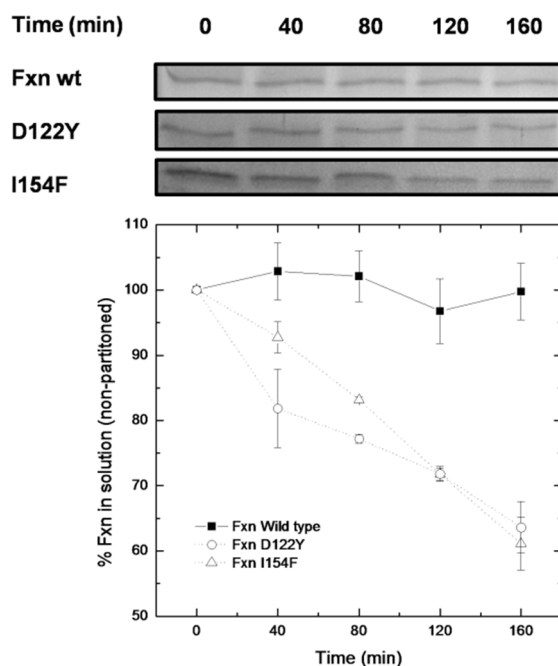 Time (min) 0 40 80 120 160
Fxn wt
D122Y
I154F
110
100
90
80
70
60
50
% Fxn in solution (non-partitoned)
Fxn Wild type
Fxn D122Y
Fxn I154F
0 40 80 120 160
Time (min)